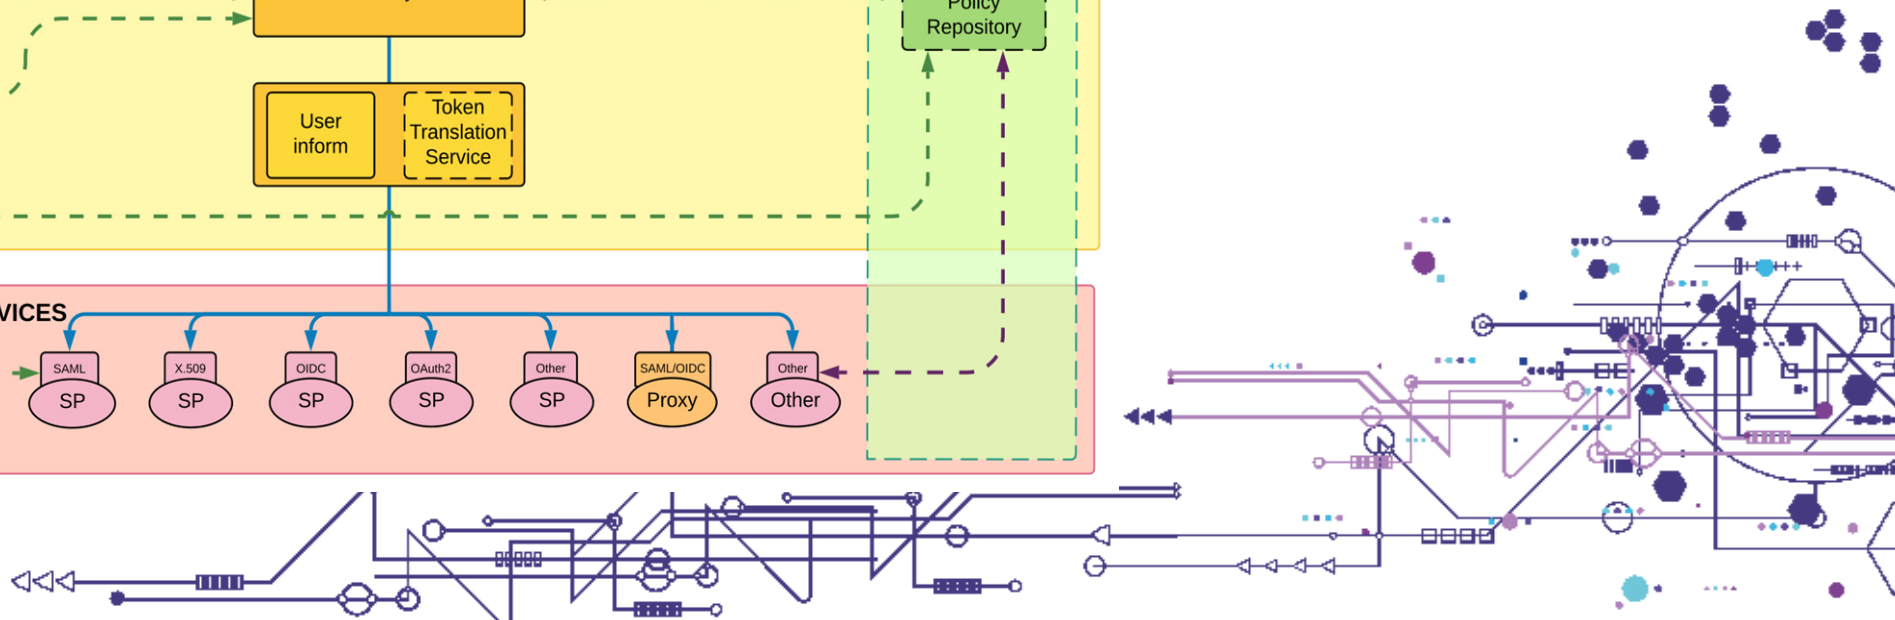 Policy
Repository
User
inform
Token
Translation
Service
VICES
SAML
SP
X.509
SP
OIDC
SP
OAuth2
SP
Other
SP
SAML/OIDC
Proxy
Other
Other